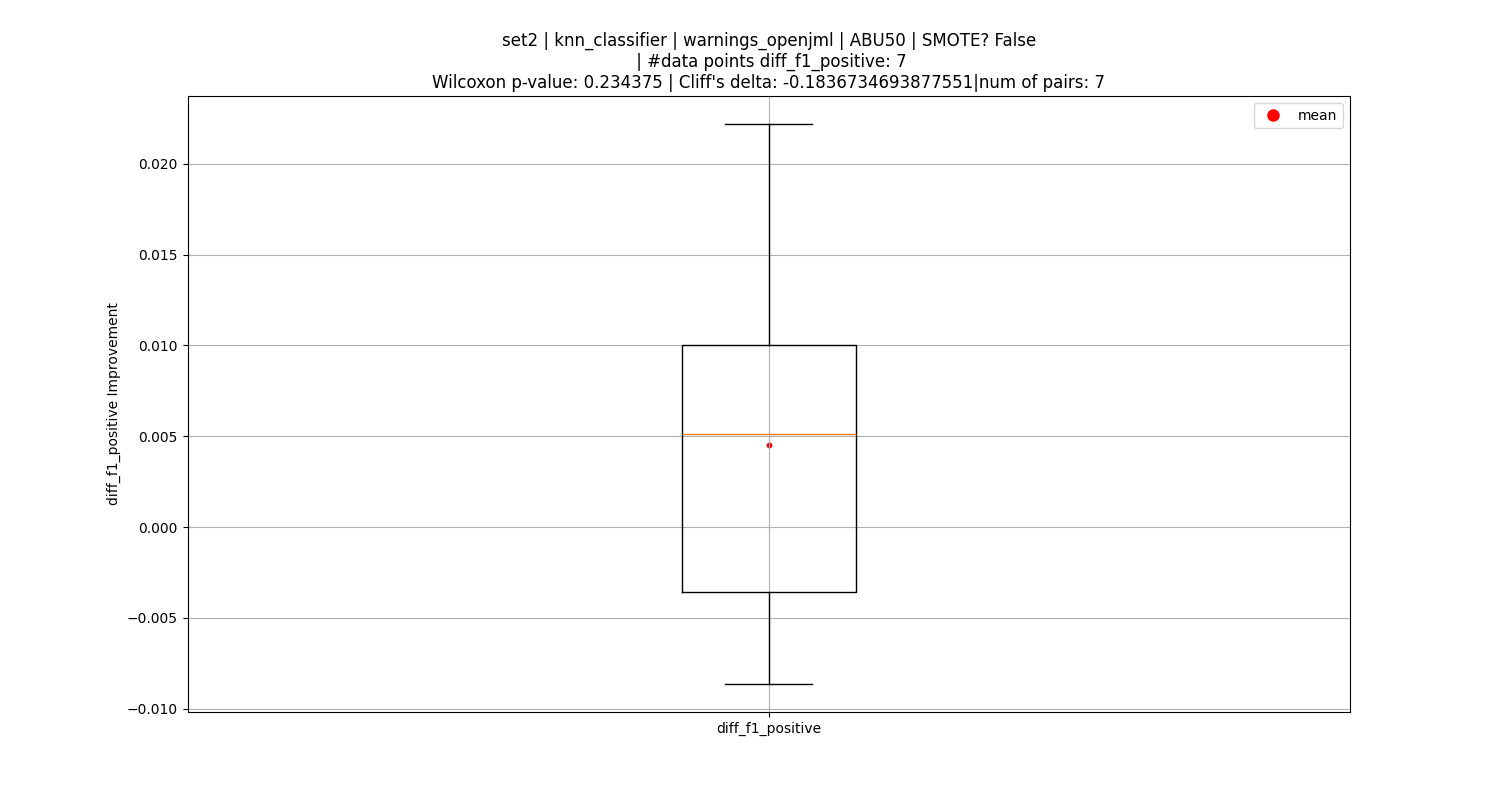 set2 | knn_classifier | warnings_openjml | ABU50 | SMOTE? False
| #data points diff_f1_positive: 7
Wilcoxon p-value: 0.234375 | Cliff's delta: -0.1836734693877551|num of pairs: 7
mean
0.020
0.015
0.010
0.005
0.000
−0.005
−0.010
diff_f1_positive Improvement
diff_f1_positive